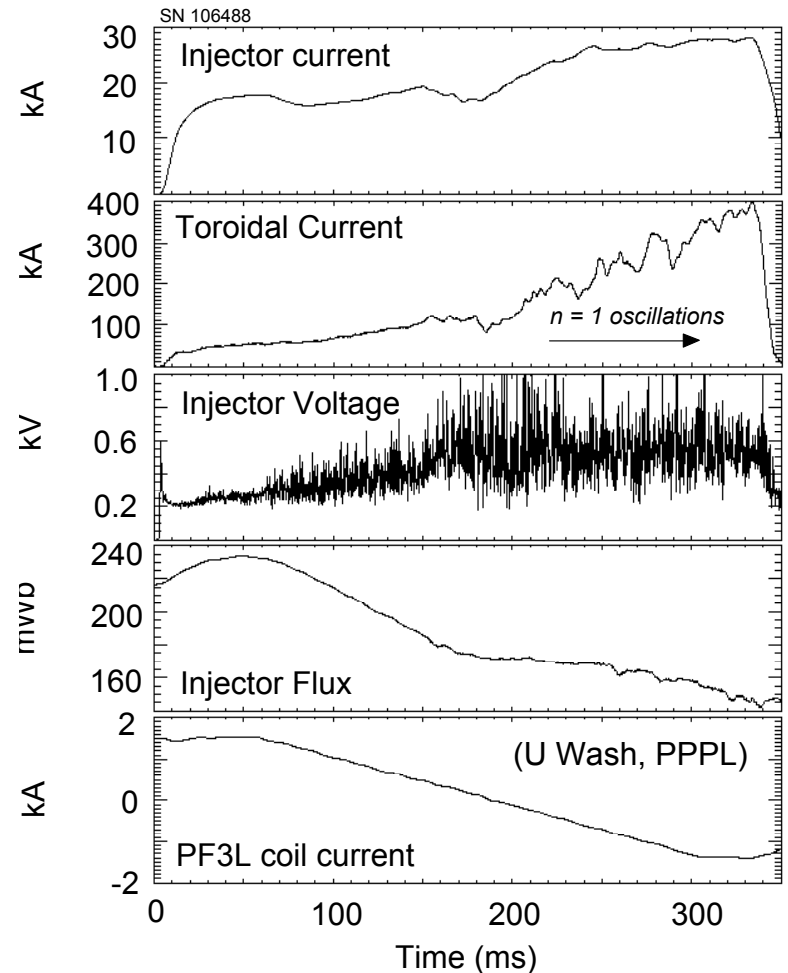 SN 106488
30
Injector current
kA
20
10
400
Toroidal Current
kA
300
200
n = 1 oscillations
100
1.0
Injector Voltage
kV
0.6
0.2
240
200
160
Injector Flux
2
(U Wash, PPPL)
kA
0
PF3L coil current
-2
0 100 200 300
Time (ms)